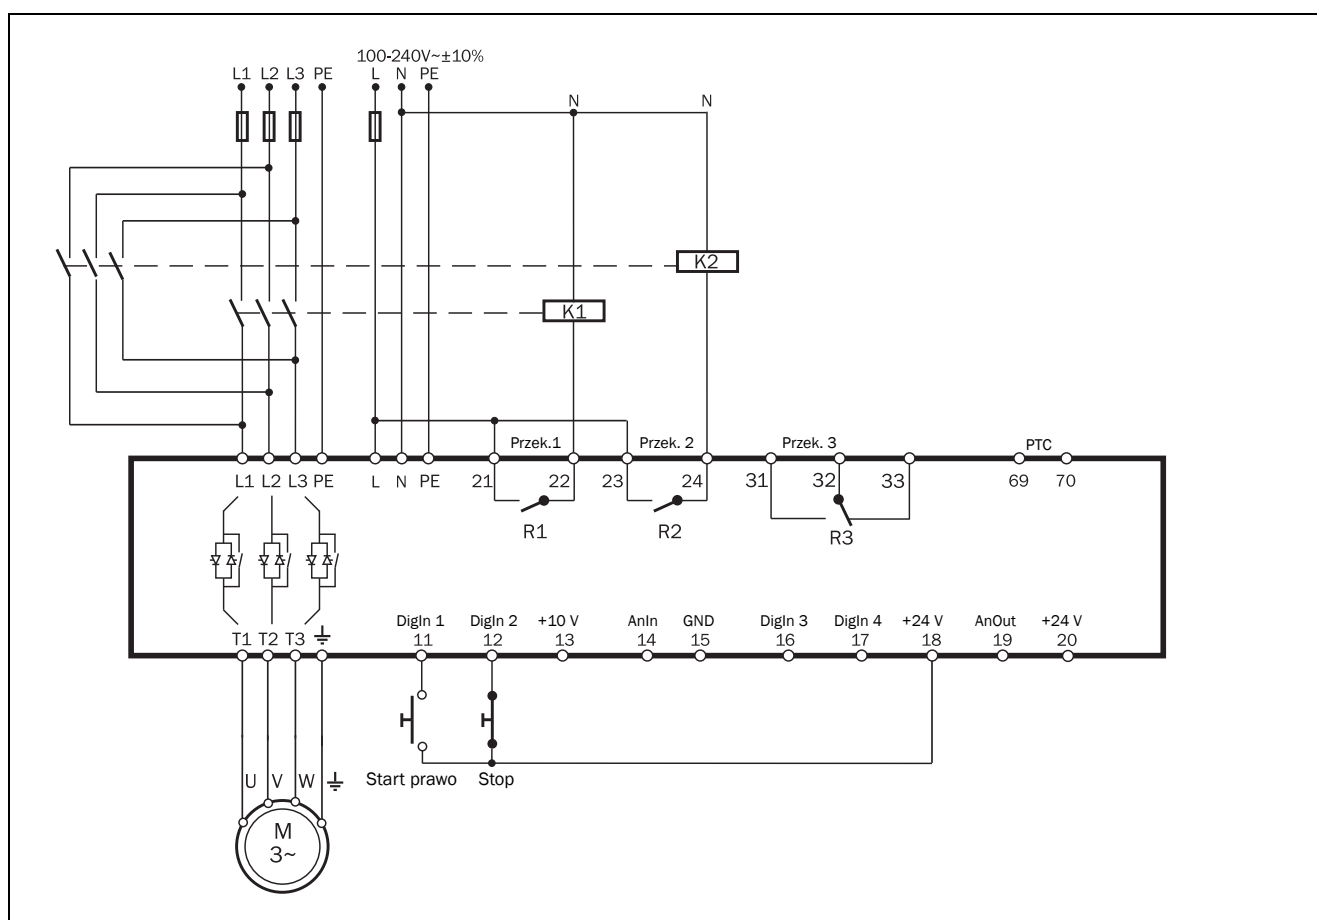 100-240V~±10%
L1 L2 L3 PE L N PE
N N
K2
K1
Przek.1 Przek. 2 Przek. 3 PTC
L1 L2 L3 PE L N PE 21 22 23 24 31 32 33 69 70
R1 R2 R3
DigIn 1 DigIn 2 +10 V AnIn GND DigIn 3 DigIn 4 +24 V AnOut +24 V
T1 T2 T3 11 12 13 14 15 16 17 18 19 20
U V W Start prawo Stop
M
3~